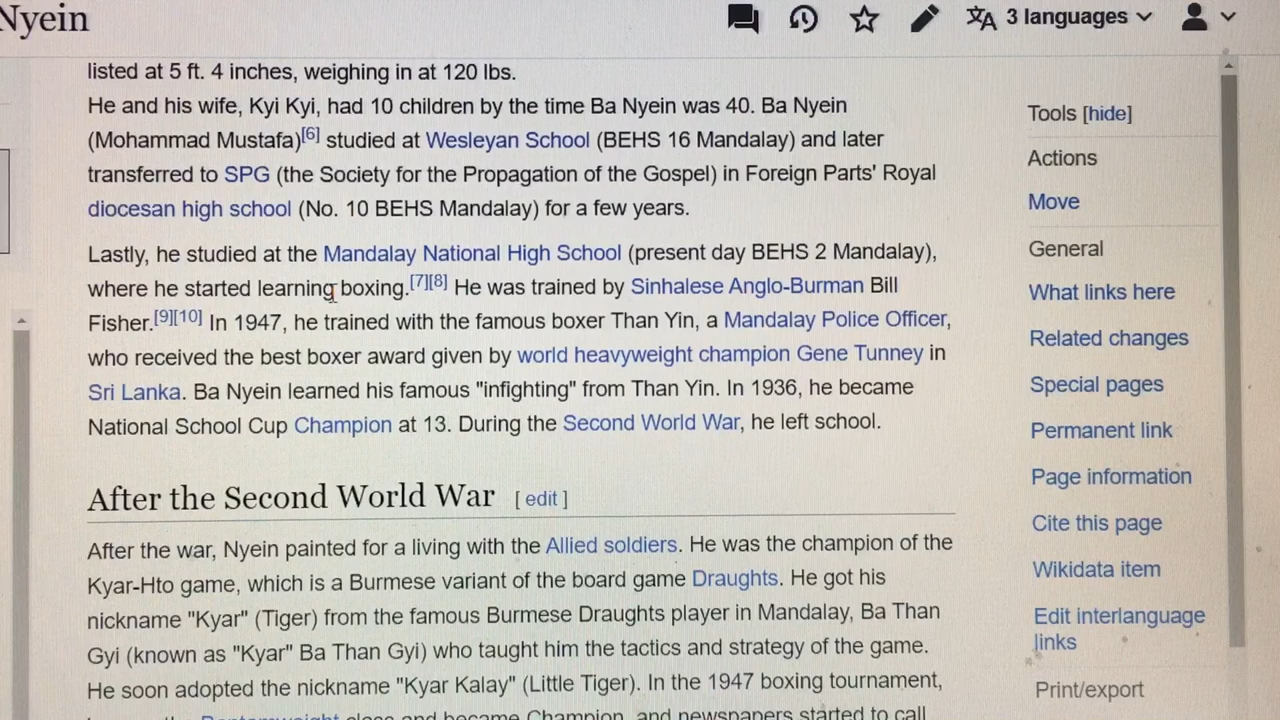 Nyein
3 languages
listed at 5 ft. 4 inches, weighing in at 120 lbs.
He and his wife, Kyi Kyi, had 10 children by the time Ba Nyein was 40. Ba Nyein
(Mohammad Mustafa)[6] studied at Wesleyan School (BEHS 16 Mandalay) and later
transferred to SPG (the Society for the Propagation of the Gospel) in Foreign Parts' Royal
diocesan high school (No. 10 BEHS Mandalay) for a few years.
Lastly, he studied at the Mandalay National High School (present day BEHS 2 Mandalay),
where he started learning boxing.[7][8] He was trained by Sinhalese Anglo-Burman Bill
Fisher.[9][10] In 1947, he trained with the famous boxer Than Yin, a Mandalay Police Officer,
who received the best boxer award given by world heavyweight champion Gene Tunney in
Sri Lanka. Ba Nyein learned his famous "infighting" from Than Yin. In 1936, he became
National School Cup Champion at 13. During the Second World War, he left school.
After the Second World War [ edit ]
After the war, Nyein painted for a living with the Allied soldiers. He was the champion of the
Kyar-Hto game, which is a Burmese variant of the board game Draughts. He got his
nickname "Kyar" (Tiger) from the famous Burmese Draughts player in Mandalay, Ba Than
Gyi (known as "Kyar" Ba Than Gyi) who taught him the tactics and strategy of the game.
He soon adopted the nickname "Kyar Kalay" (Little Tiger). In the 1947 boxing tournament,
Bantamweight class and became Champion, and newspapers started to call
Tools [hide]
Actions
Move
General
What links here
Related changes
Special pages
Permanent link
Page information
Cite this page
Wikidata item
Edit interlanguage
links
Print/export